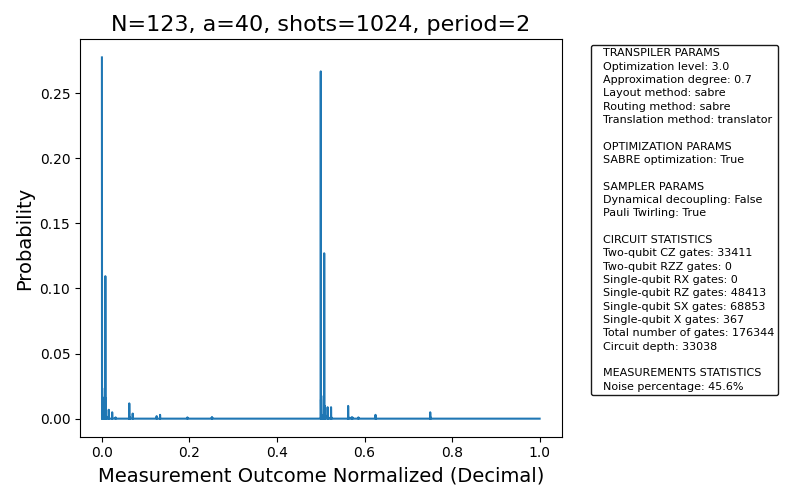 N=123, a=40, shots=1024, period=2
Probability
0.25
0.20
0.15
0.10
0.05
0.00
0.0 0.2 0.4 0.6 0.8 1.0
Measurement Outcome Normalized (Decimal)
TRANSPILER PARAMS
Optimization level: 3.0
Approximation degree: 0.7
Layout method: sabre
Routing method: sabre
Translation method: translator
OPTIMIZATION PARAMS
SABRE optimization: True
SAMPLER PARAMS
Dynamical decoupling: False
Pauli Twirling: True
CIRCUIT STATISTICS
Two-qubit CZ gates: 33411
Two-qubit RZZ gates: 0
Single-qubit RX gates: 0
Single-qubit RZ gates: 48413
Single-qubit SX gates: 68853
Single-qubit X gates: 367
Total number of gates: 176344
Circuit depth: 33038
MEASUREMENTS STATISTICS
Noise percentage: 45.6%